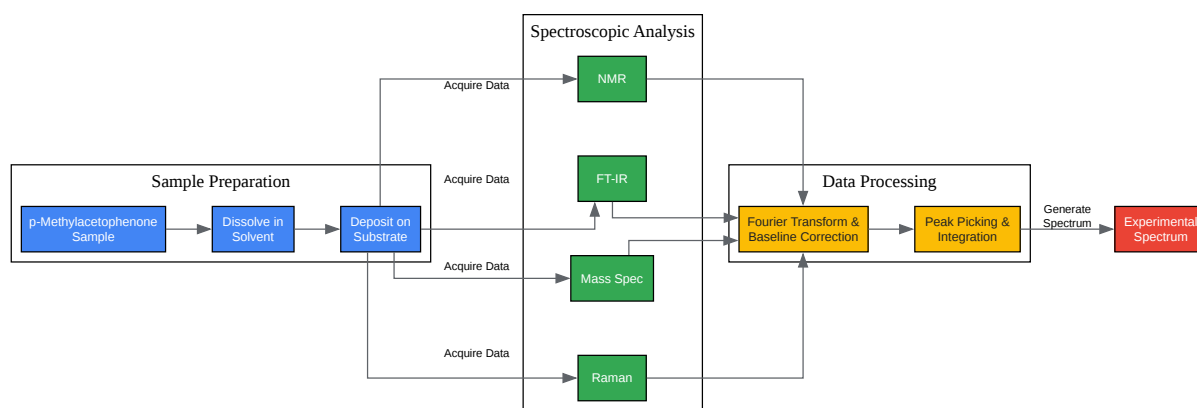 Spectroscopic Analysis
Acquire Data
NMR
Sample Preparation
Acquire Data
FT-IR
Data Processing
p-Methylacetophenone
Sample
Dissolve in
Solvent
Deposit on
Substrate
Fourier Transform &
Baseline Correction
Peak Picking &
Integration
Generate
Spectrum
Experimental
Spectrum
Acquire Data
Mass Spec
Acquire Data
Raman